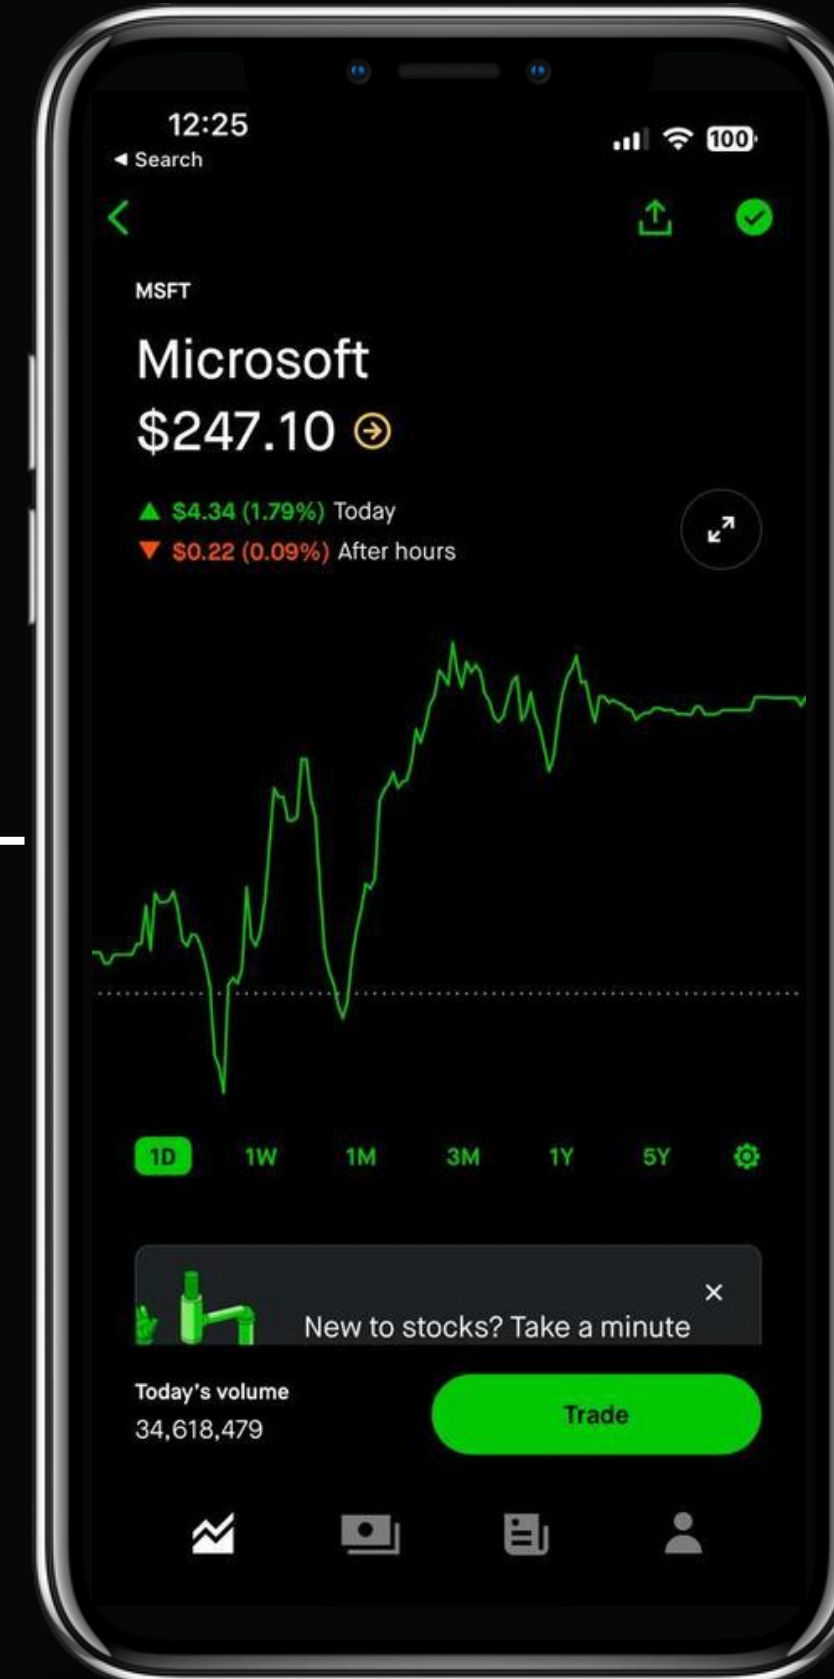 12:25
◀ Search
100
MSFT
Microsoft
$247.10
▲ $4.34 (1.79%) Today
▼ $0.22 (0.09%) After hours
1D 1W 1M 3M 1Y 5Y
New to stocks? Take a minute
Today's volume
34,618,479
Trade